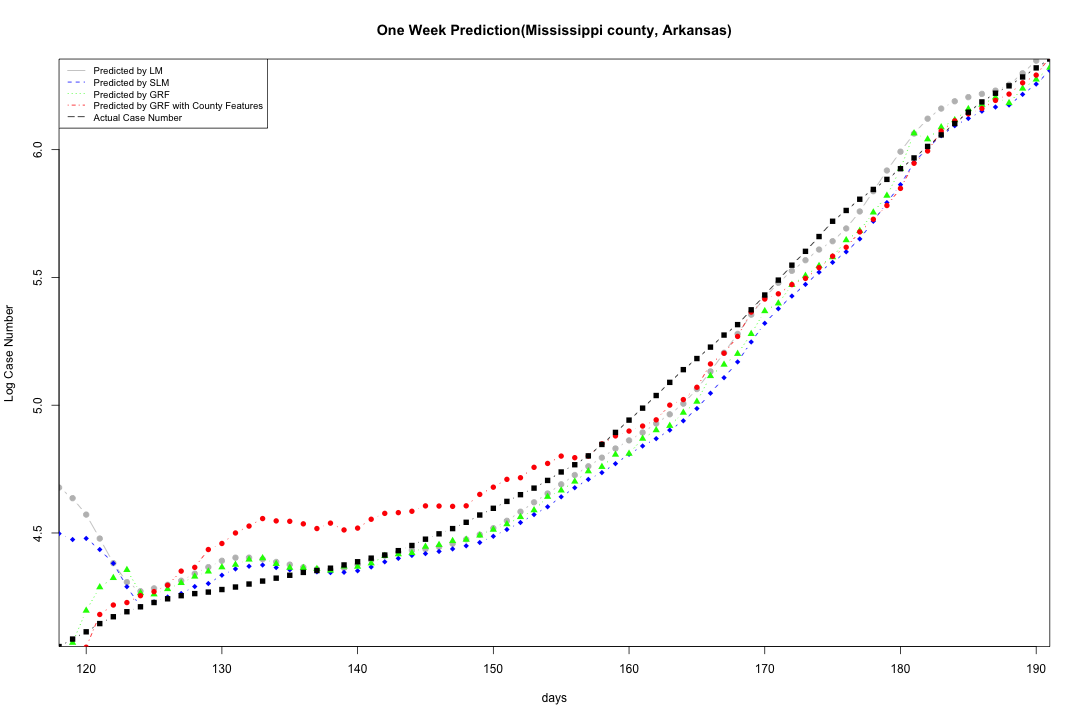 One Week Prediction(Mississippi county, Arkansas)
Predicted by LM
Predicted by SLM
Predicted by GRF
Predicted by GRF with County Features
Actual Case Number
6.0
5.5
5.0
4.5
Log Case Number
120 130 140 150 160 170 180 190
days